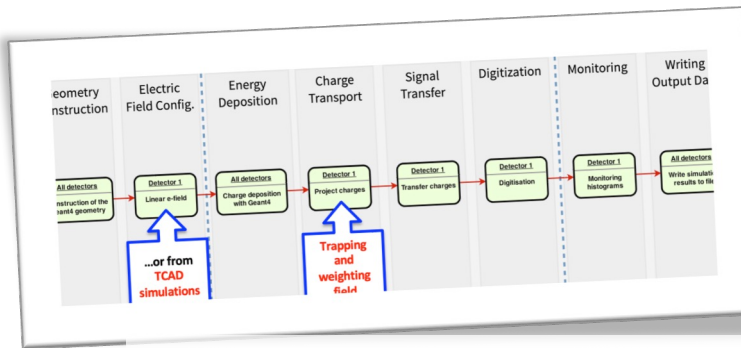 eometry
nstruction
Electric
Field Config.
Energy
Deposition
Charge
Transport
Signal
Transfer
Digitization
Monitoring
Writing
Output Da
All detectors
nstruction of the
eant4 geometry
Detector 1
Linear e-field
All detectors
Charge deposition
with Geant4
Detector 1
Project charges
Detector 1
Transfer charges
Detector 1
Digitisation
Detector 1
Monitoring
histograms
All detectors
Write simulati
results to file
...or from
TCAD
simulations
Trapping
and
weighting
field